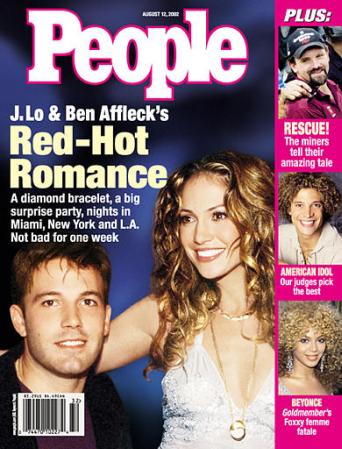 AUGUST 12, 2002
People
J.Lo & Ben Affleck's
Red-Hot
Romance
A diamond bracelet, a big
surprise party, nights in
Miami, New York and L.A.
Not bad for one week
PLUS:
RESCUE!
The miners
tell their
amazing tale
AMERICAN IDOL
Our judges pick
the best
BEYONCE
Goldmember's
Foxxy femme
fatale